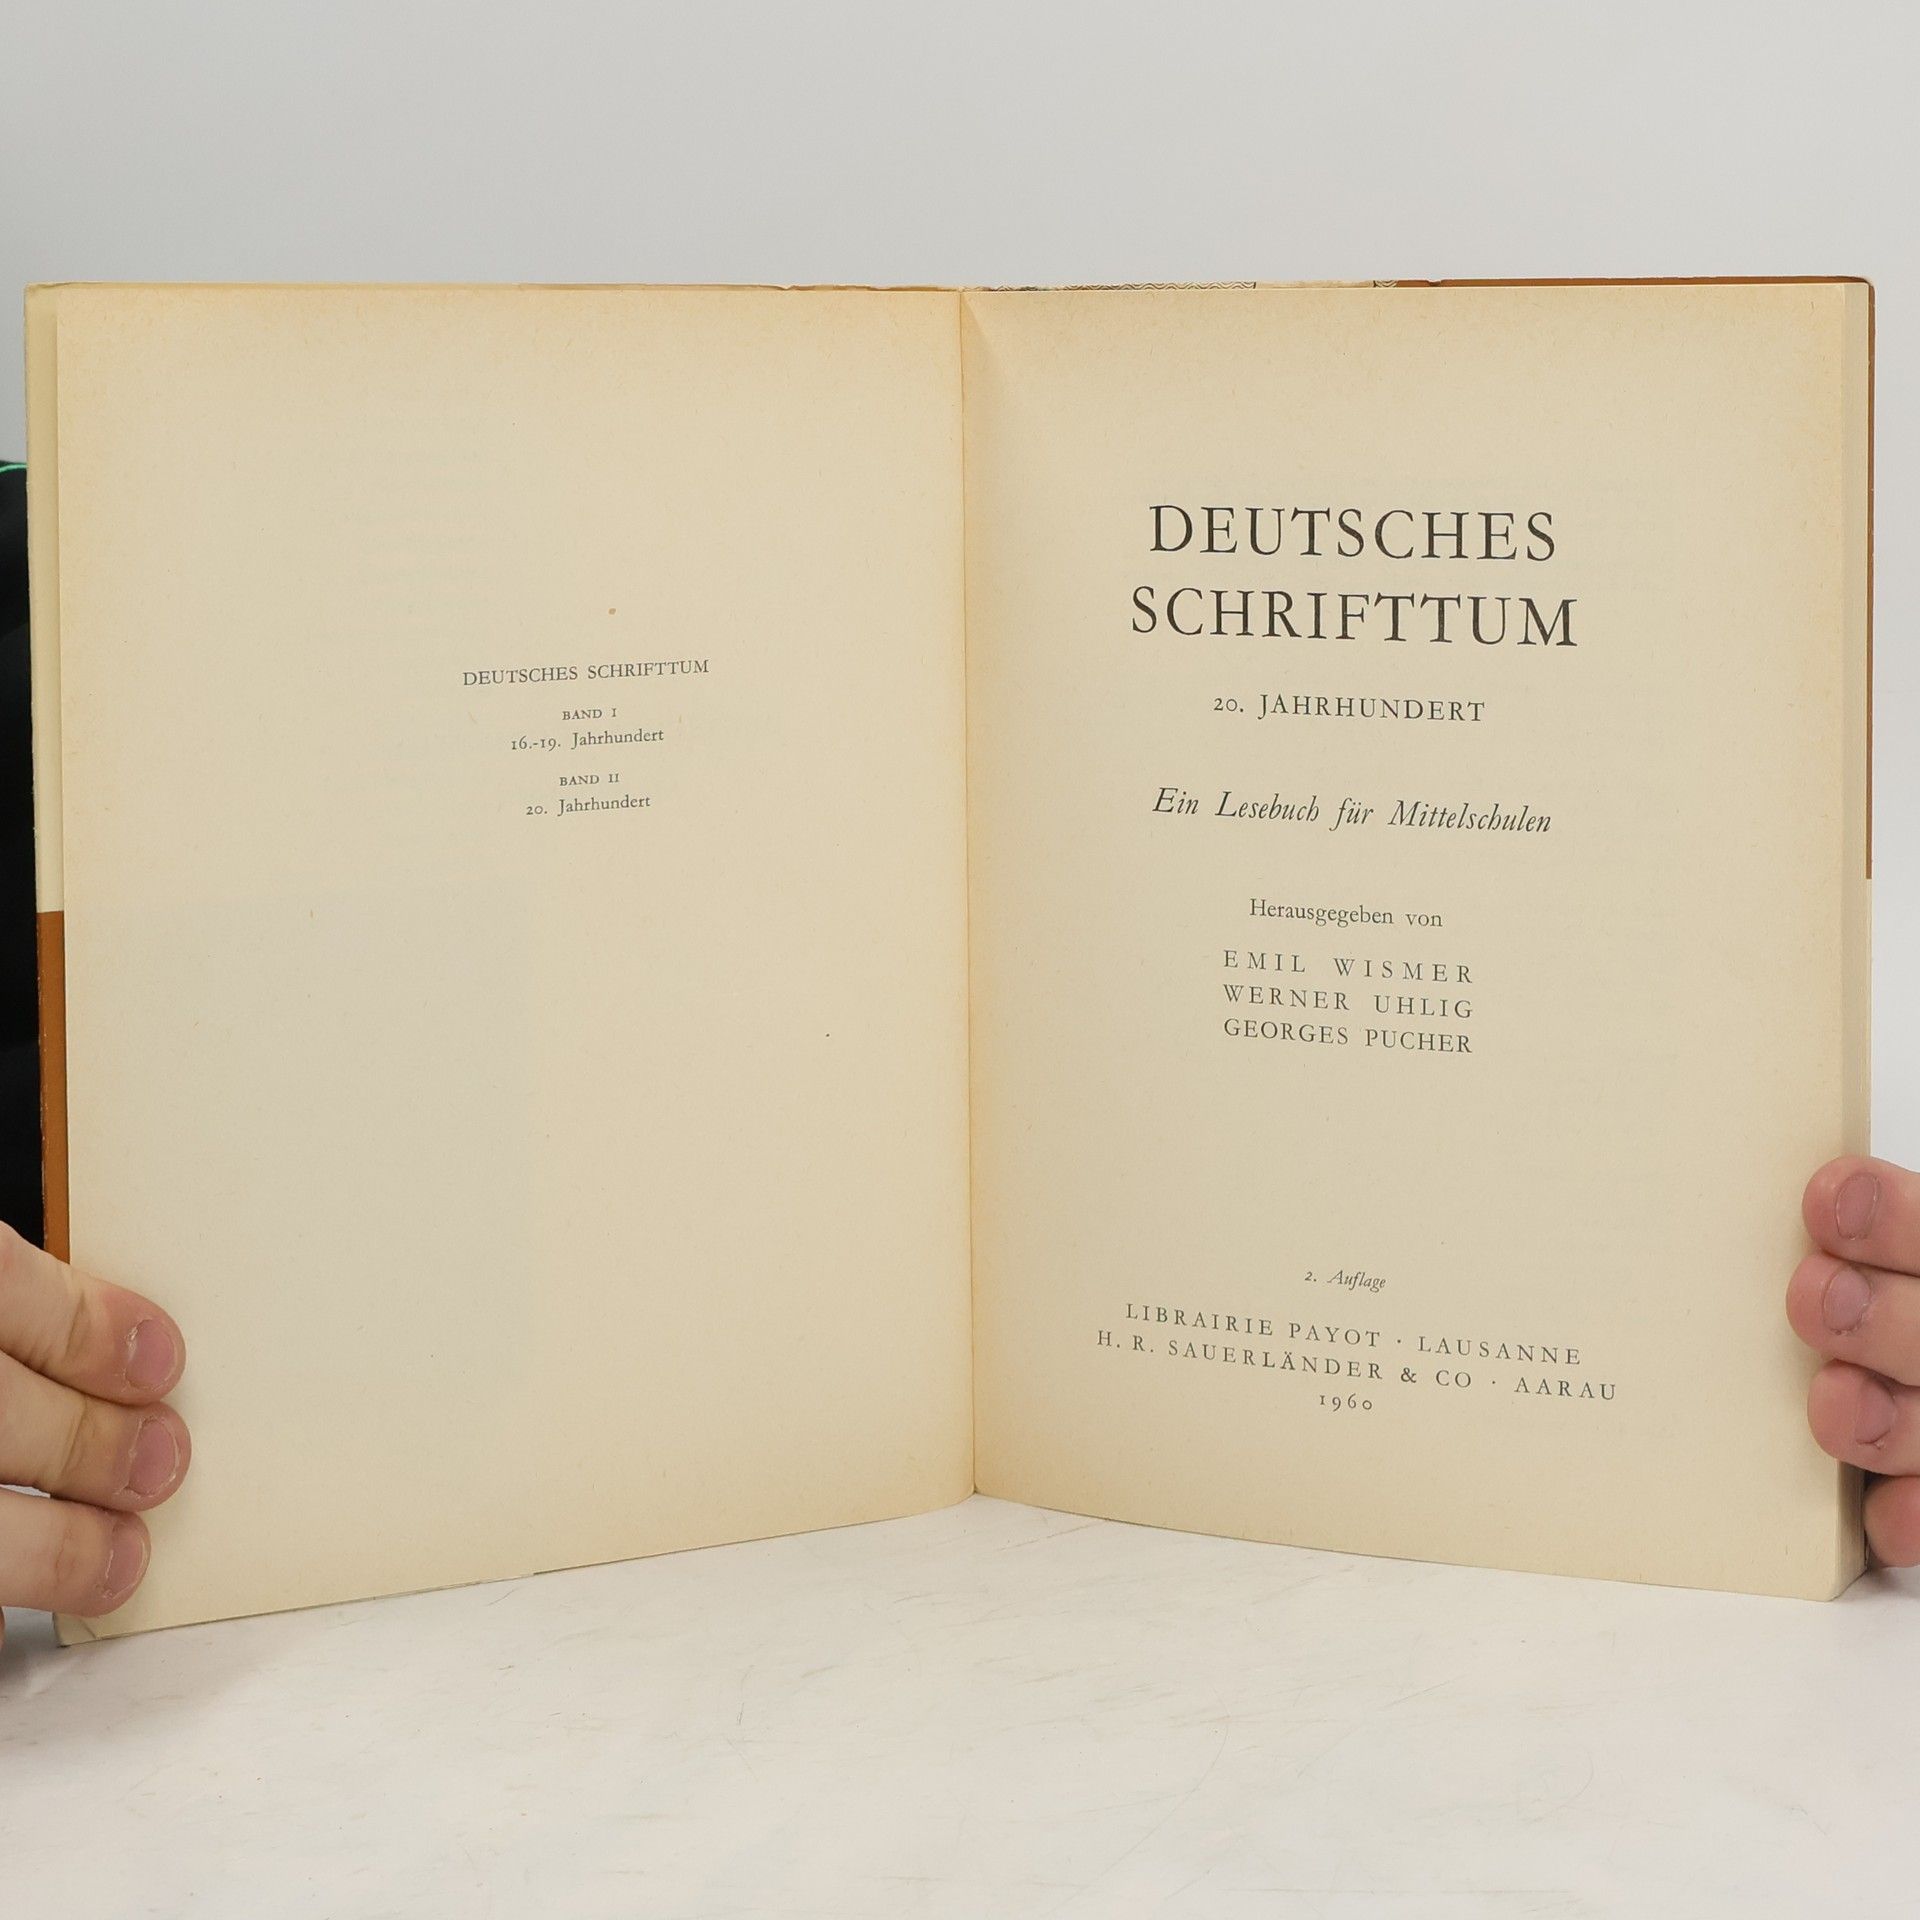 DEUTSCHES SCHRIFTTUM
BAND I
16.-19. Jahrhundert
BAND II
20. Jahrhundert
DEUTSCHES
SCHRIFTTUM
20. JAHRHUNDERT
Ein Lesebuch für Mittelschulen
Herausgegeben von
EMIL WISMER
WERNER UHLIG
GEORGES PUCHER
2. Auflage
LIBRAIRIE PAYOT · LAUSANNE
H. R. SAUERLÄNDER & CO · AARAU
1960